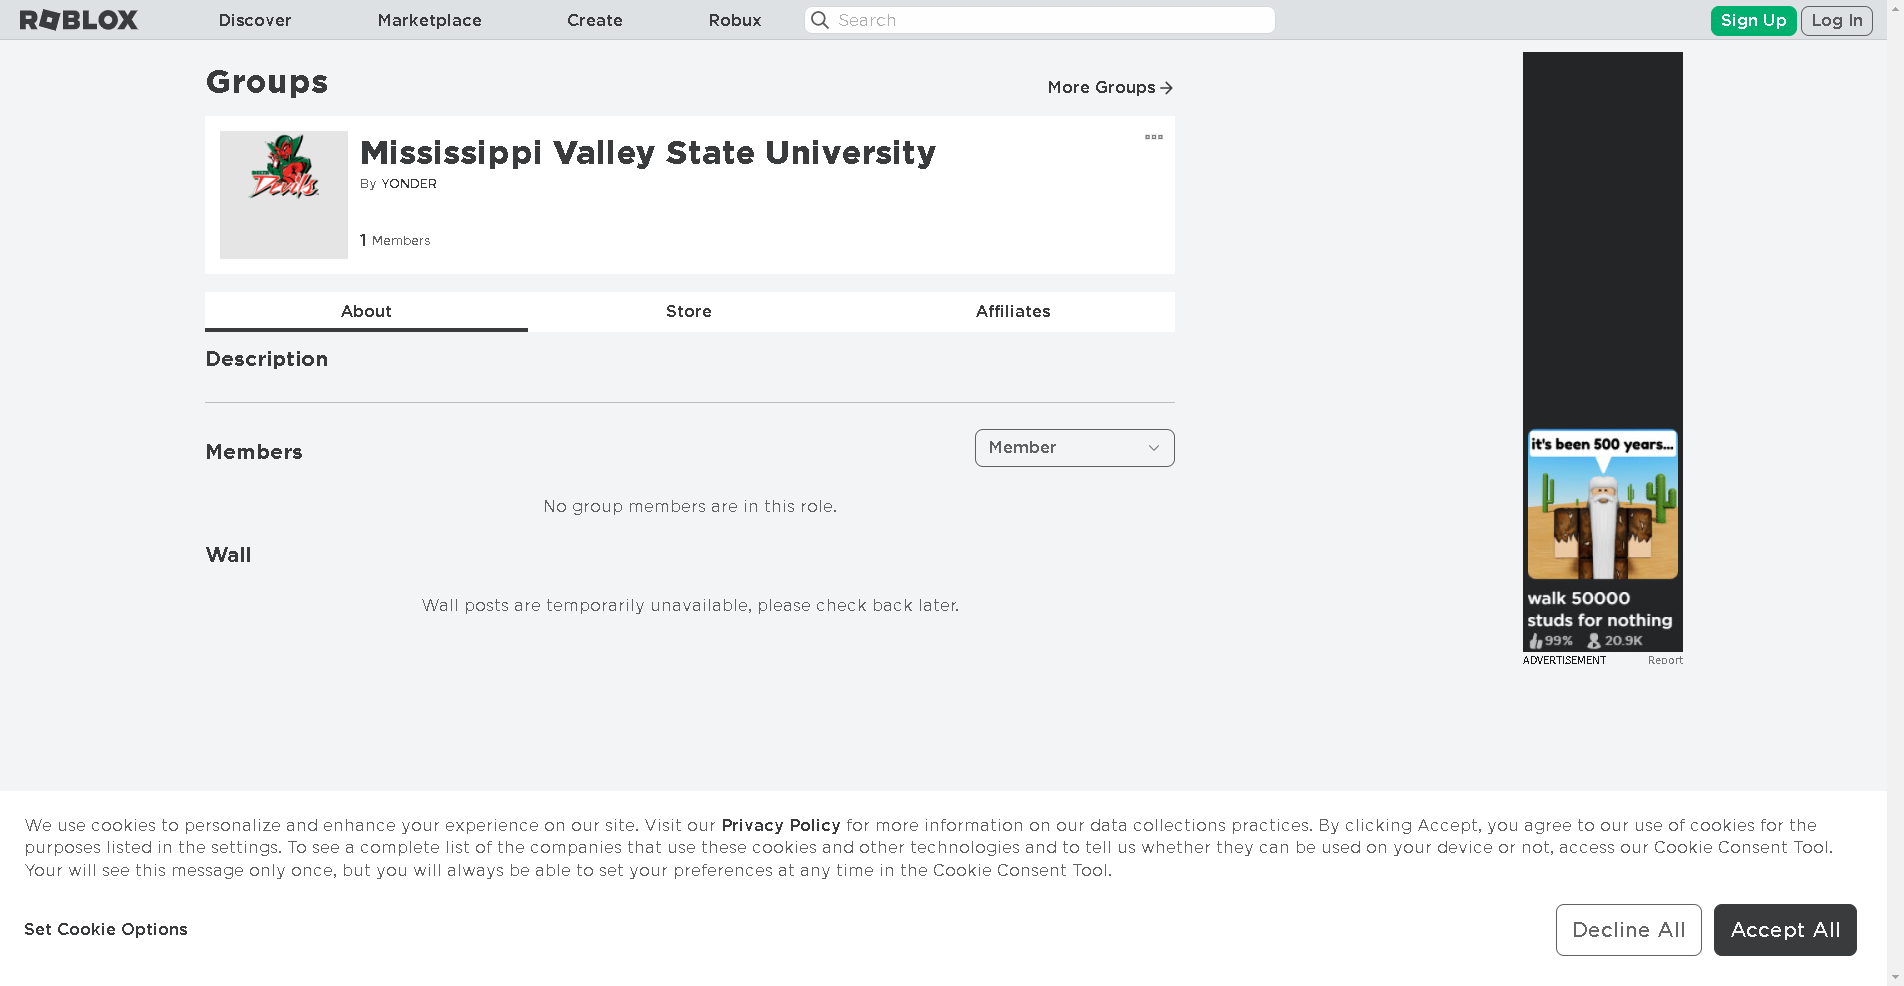 ROBLOX Discover Marketplace Create Robux Search Sign Up Log In
Groups
More Groups
DELTA
Devils
Mississippi Valley State University
By YONDER
1 Members
About Store Affiliates
Description
Members
Member
No group members are in this role.
Wall
Wall posts are temporarily unavailable, please check back later.
it's been 500 years...
walk 50000
studs for nothing
99% 20.9K
ADVERTISEMENT Report
We use cookies to personalize and enhance your experience on our site. Visit our Privacy Policy for more information on our data collections practices. By clicking Accept, you agree to our use of cookies for the
purposes listed in the settings. To see a complete list of the companies that use these cookies and other technologies and to tell us whether they can be used on your device or not, access our Cookie Consent Tool.
Your will see this message only once, but you will always be able to set your preferences at any time in the Cookie Consent Tool.
Set Cookie Options
Decline All Accept All